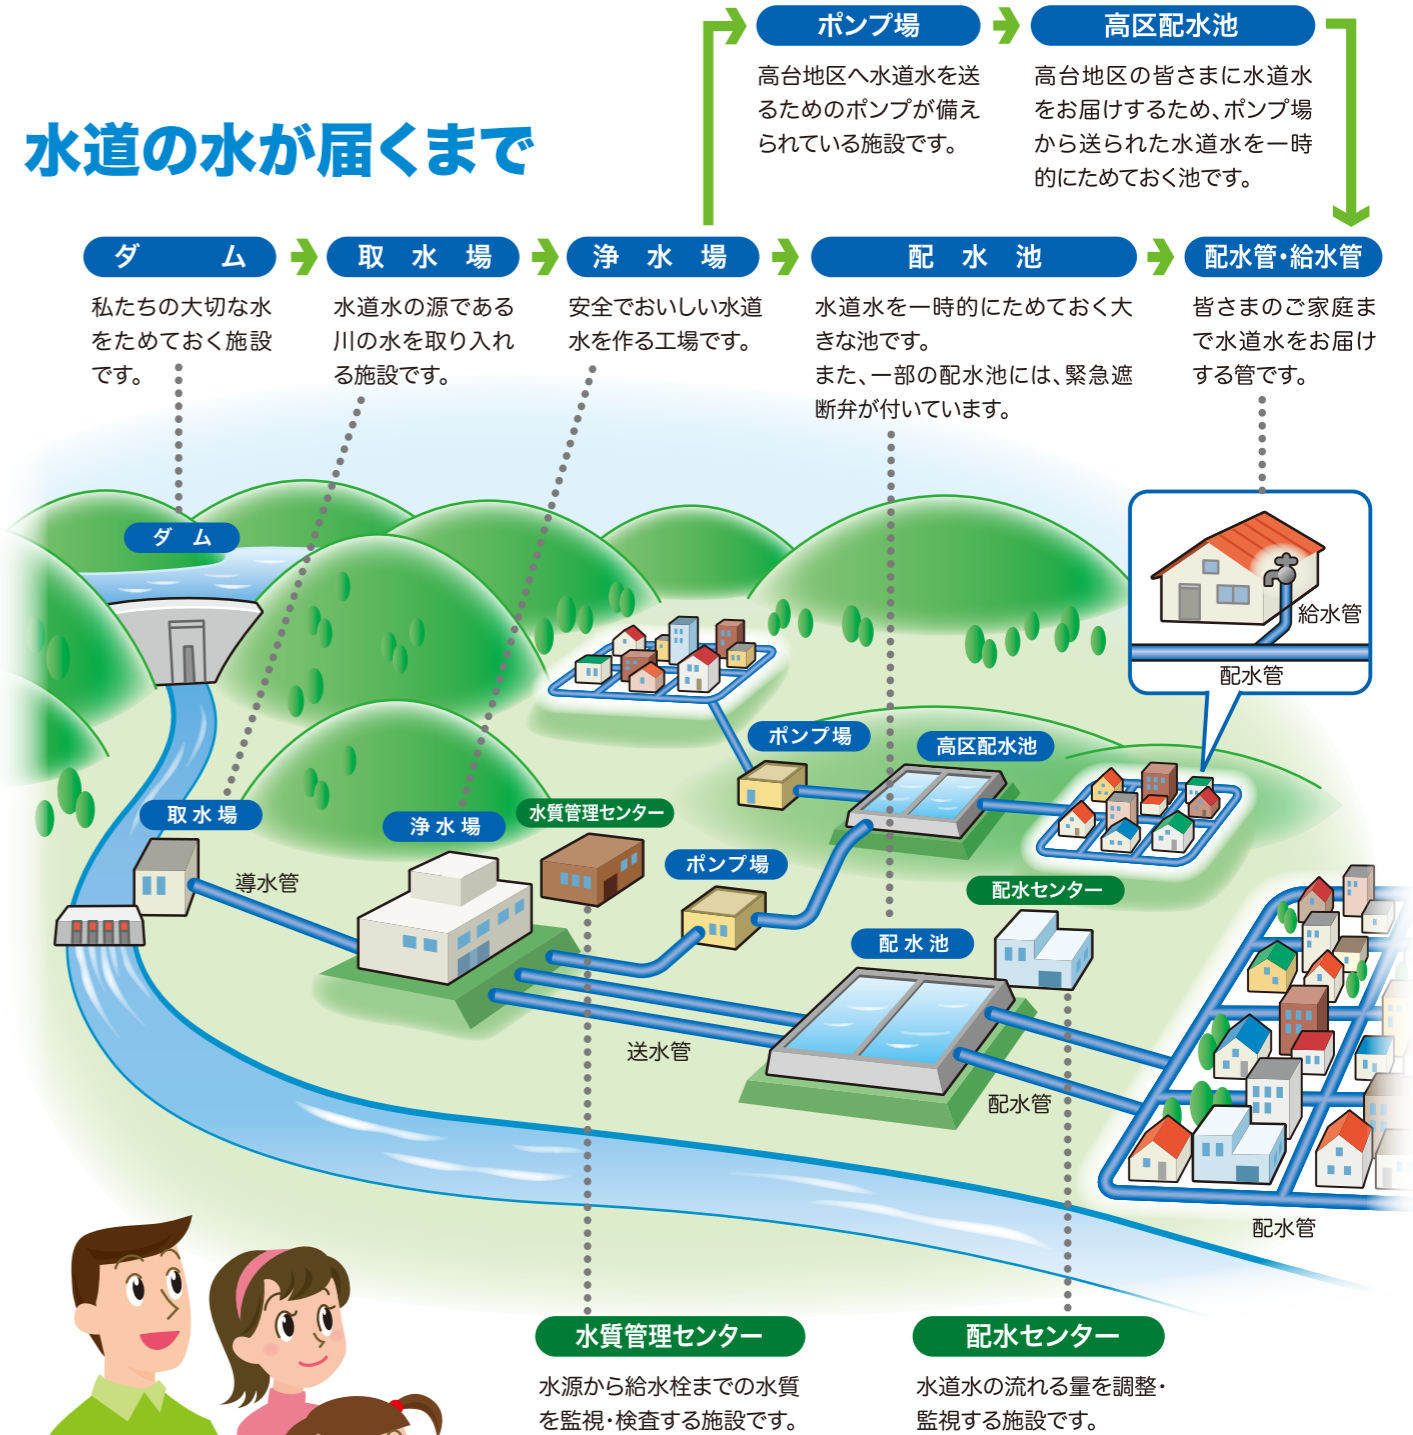 ポンプ場
高台地区へ水道水を送
るためのポンプが備え
られている施設です。
高区配水池
高台地区の皆さまに水道水
をお届けするため、ポンプ場
から送られた水道水を一時
的にためておく池です。
水道の水が届くまで
ダム
私たちの大切な水
をためておく施設
です。
取水場
水道水の源である
川の水を取り入れ
る施設です。
浄水場
安全でおいしい水道
水を作る工場です。
配水池
水道水を一時的にためておく大
きな池です。
また、一部の配水池には、緊急遮
断弁が付いています。
配水管・給水管
皆さまのご家庭ま
で水道水をお届け
する管です。
ダム
給水管
配水管
ポンプ場
高区配水池
取水場
浄水場
水質管理センター
ポンプ場
導水管
配水センター
配水池
送水管
配水管
配水管
水質管理センター
水源から給水栓までの水質
を監視・検査する施設です。
配水センター
水道水の流れる量を調整・
監視する施設です。